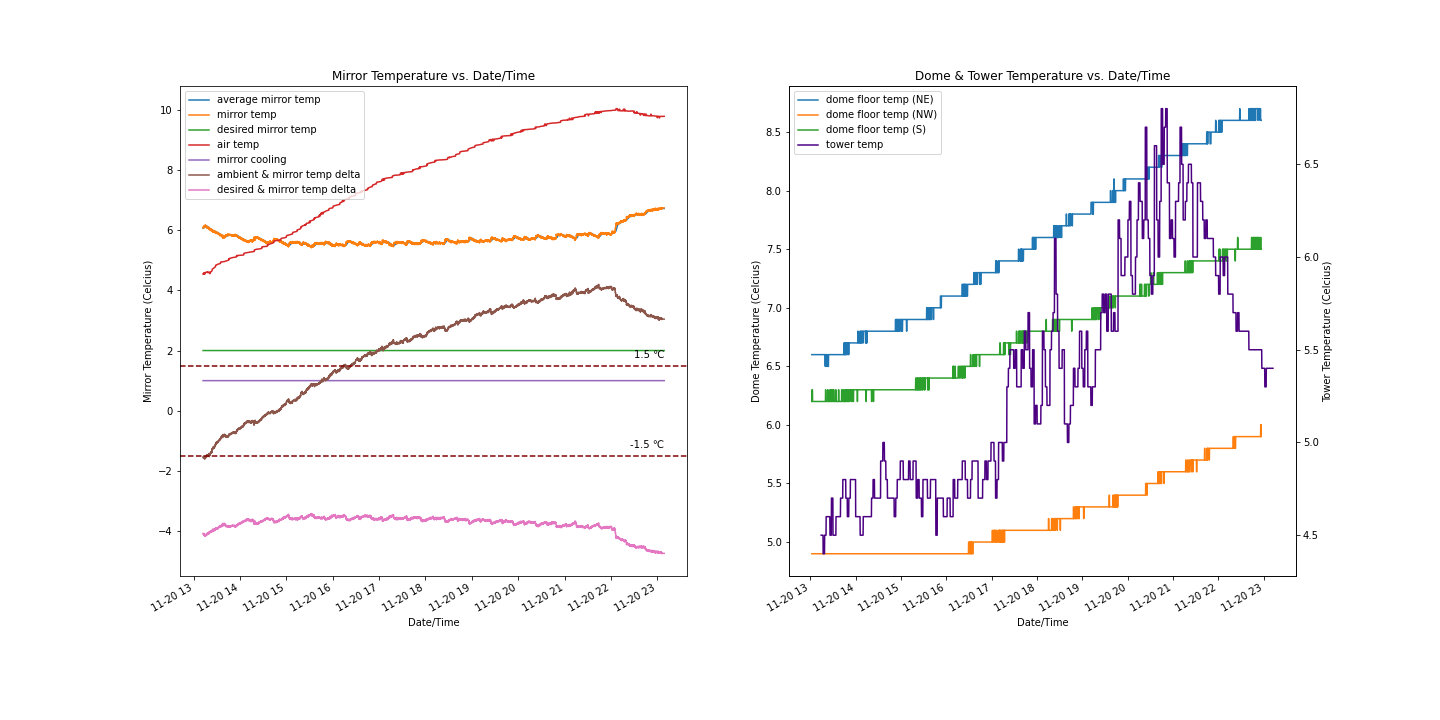 Mirror Temperature vs. Date/Time
average mirror temp
mirror temp
desired mirror temp
air temp
mirror cooling
ambient & mirror temp delta
desired & mirror temp delta
10
8
6
4
2
0
−2
−4
Mirror Temperature (Celcius)
1.5 °C
-1.5 °C
11-20 13
11-20 14
11-20 15
11-20 16
11-20 17
11-20 18
11-20 19
11-20 20
11-20 21
11-20 22
11-20 23
Date/Time
Dome & Tower Temperature vs. Date/Time
dome floor temp (NE)
dome floor temp (NW)
dome floor temp (S)
tower temp
8.5
8.0
7.5
7.0
6.5
6.0
5.5
5.0
Dome Temperature (Celcius)
6.5
6.0
5.5
5.0
4.5
Tower Temperature (Celcius)
11-20 13
11-20 14
11-20 15
11-20 16
11-20 17
11-20 18
11-20 19
11-20 20
11-20 21
11-20 22
11-20 23
Date/Time